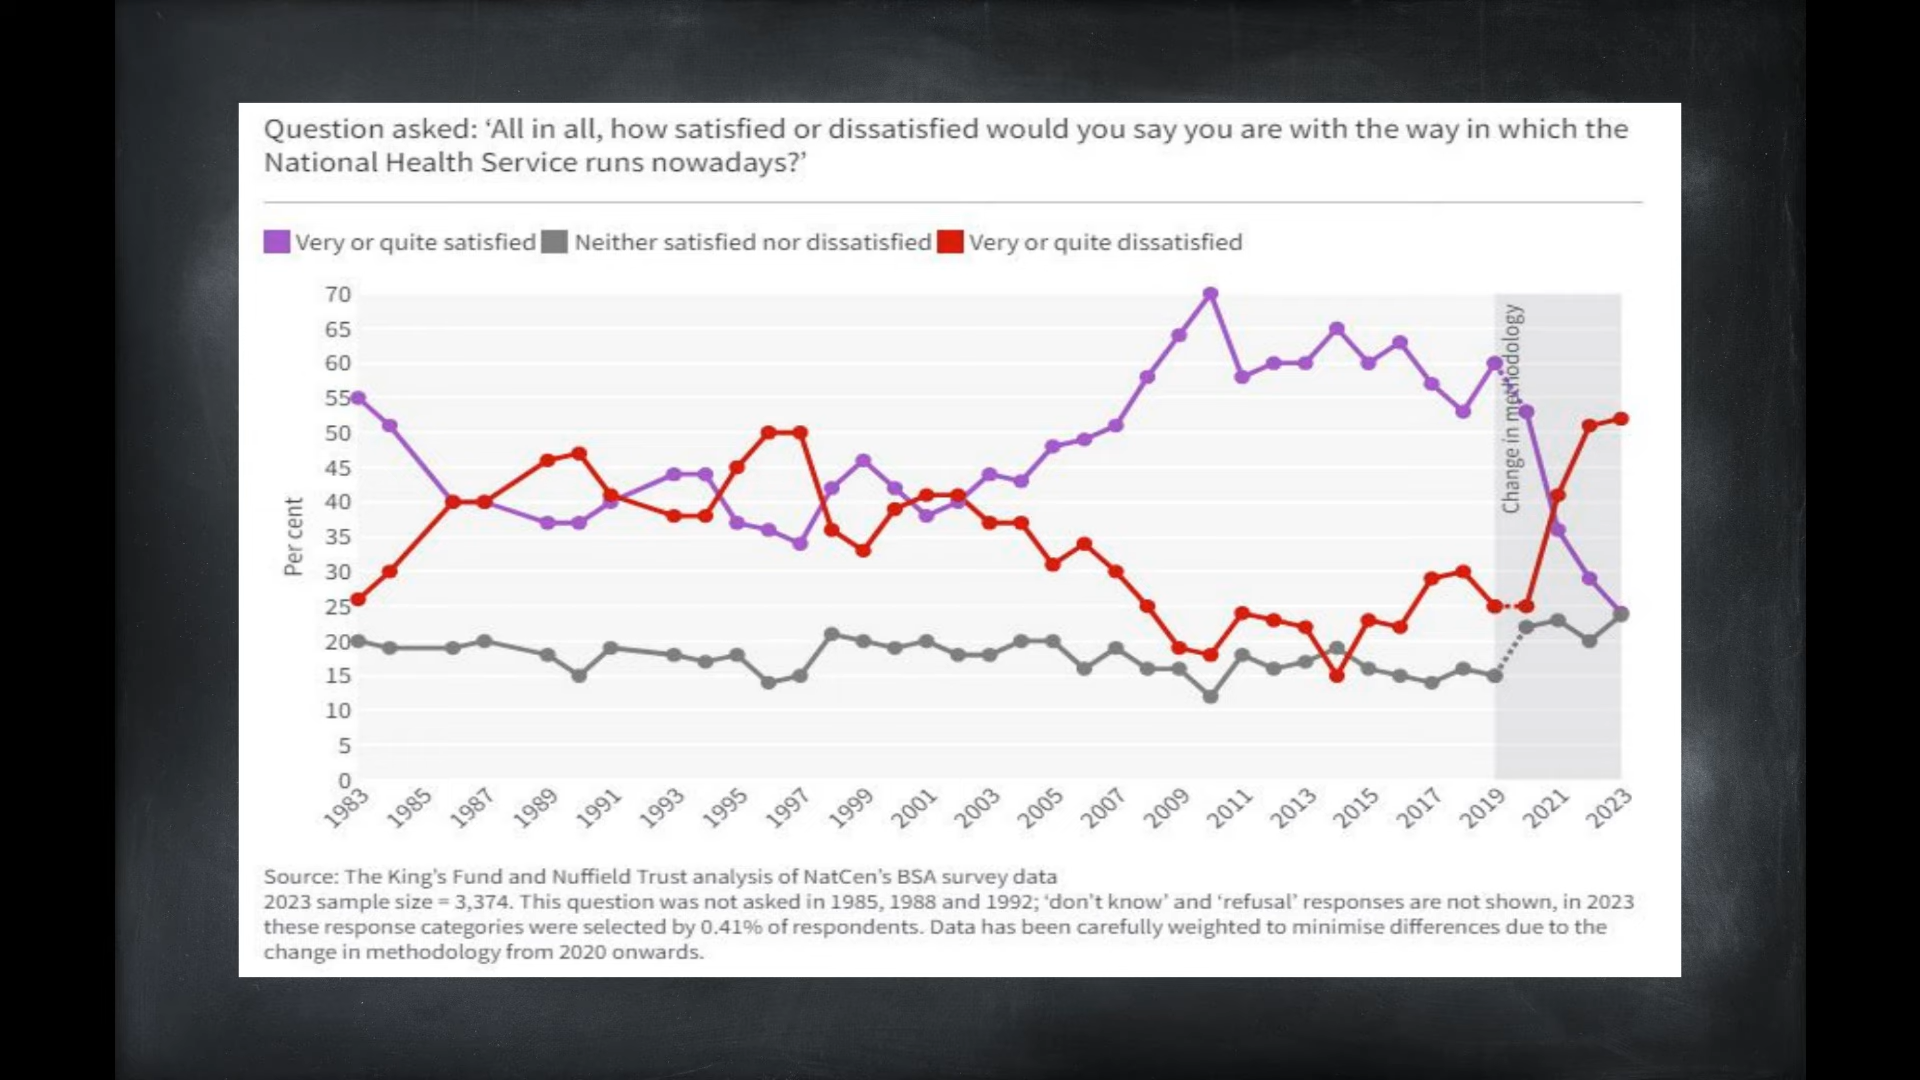 Question asked: ‘All in all, how satisfied or dissatisfied would you say you are with the way in which the
National Health Service runs nowadays?’
Very or quite satisfied Neither satisfied nor dissatisfied Very or quite dissatisfied
70
65
60
55
50
45
40
35
30
25
20
15
10
5
0
Per cent
Change in methodology
1983 1985 1987 1989 1991 1993 1995 1997 1999 2001 2003 2005 2007 2009 2011 2013 2015 2017 2019 2021 2023
Source: The King’s Fund and Nuffield Trust analysis of NatCen’s BSA survey data
2023 sample size = 3,374. This question was not asked in 1985, 1988 and 1992; ‘don’t know’ and ‘refusal’ responses are not shown, in 2023
these response categories were selected by 0.41% of respondents. Data has been carefully weighted to minimise differences due to the
change in methodology from 2020 onwards.